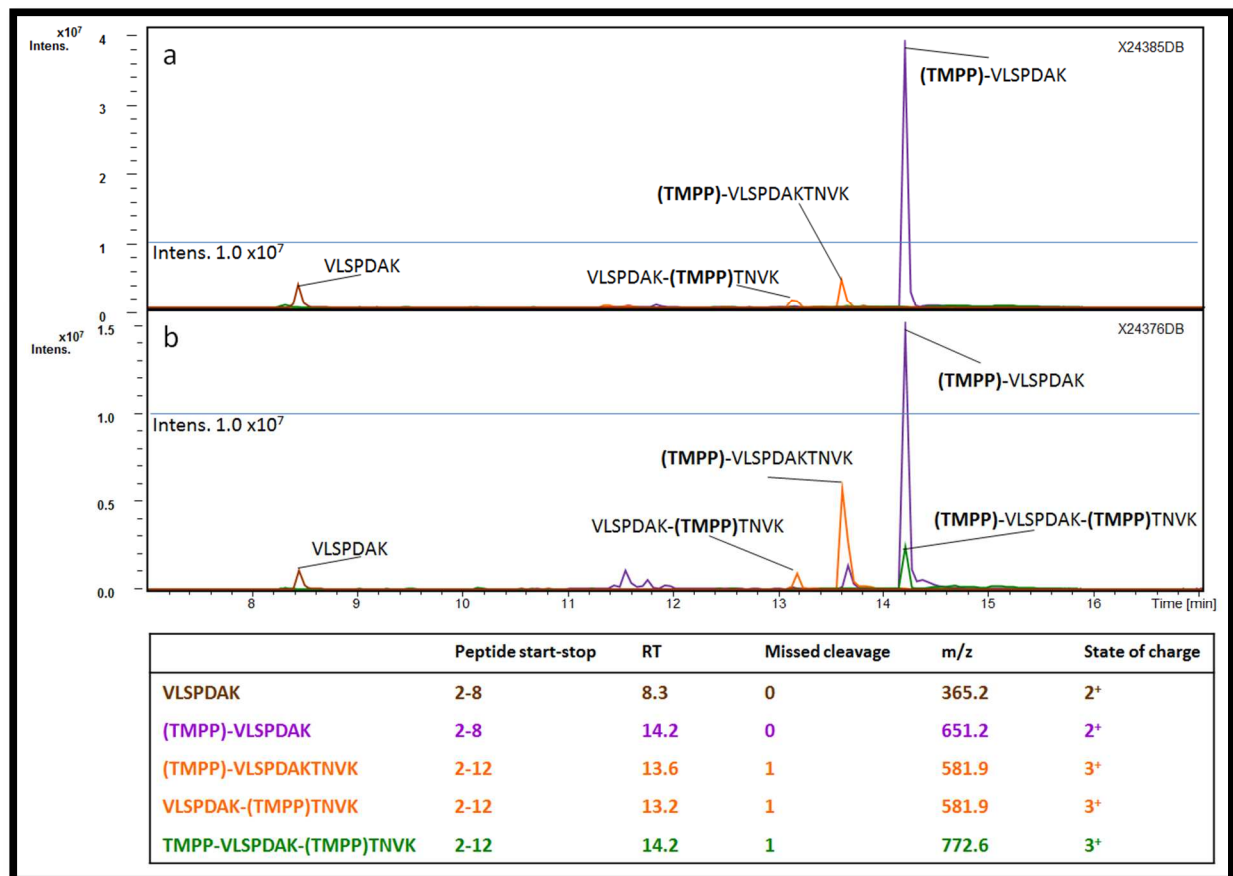 x10⁷
Intens.
4
3
2
1
0
a
X24385DB
(TMPP)-VLSPDAK
(TMPP)-VLSPDAKTNVK
Intens. 1.0 x10⁷
VLSPDAK
VLSPDAK-(TMPP)TNVK
x10⁷
Intens.
1.5
1.0
0.5
0.0
b
X24376DB
(TMPP)-VLSPDAK
Intens. 1.0 x10⁷
(TMPP)-VLSPDAKTNVK
VLSPDAK-(TMPP)TNVK
(TMPP)-VLSPDAK-(TMPP)TNVK
VLSPDAK
8 9 10 11 12 13 14 15 16 Time [min]
Peptide start-stop RT Missed cleavage m/z State of charge
VLSPDAK 2-8 8.3 0 365.2 2⁺
(TMPP)-VLSPDAK 2-8 14.2 0 651.2 2⁺
(TMPP)-VLSPDAKTNVK 2-12 13.6 1 581.9 3⁺
VLSPDAK-(TMPP)TNVK 2-12 13.2 1 581.9 3⁺
TMPP-VLSPDAK-(TMPP)TNVK 2-12 14.2 1 772.6 3⁺